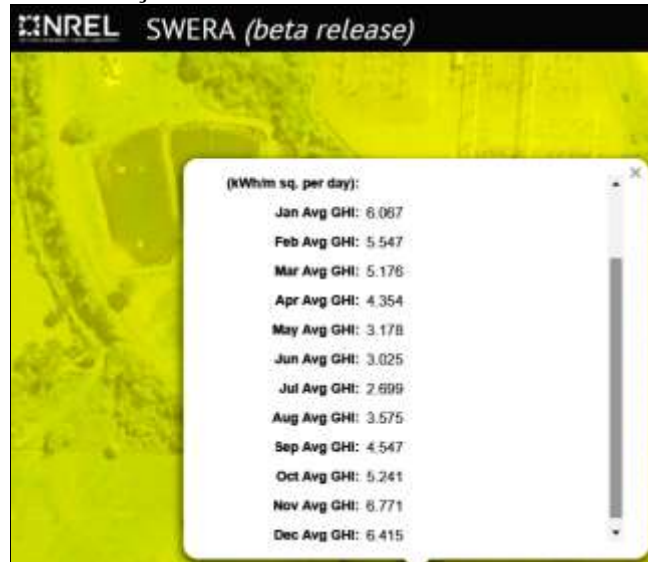 NREL SWERA (beta release)
(kWh/m sq. per day):
Jan Avg GHI: 6.067
Feb Avg GHI: 5.547
Mar Avg GHI: 5.176
Apr Avg GHI: 4.354
May Avg GHI: 3.178
Jun Avg GHI: 3.025
Jul Avg GHI: 2.699
Aug Avg GHI: 3.575
Sep Avg GHI: 4.547
Oct Avg GHI: 5.241
Nov Avg GHI: 6.771
Dec Avg GHI: 6.415